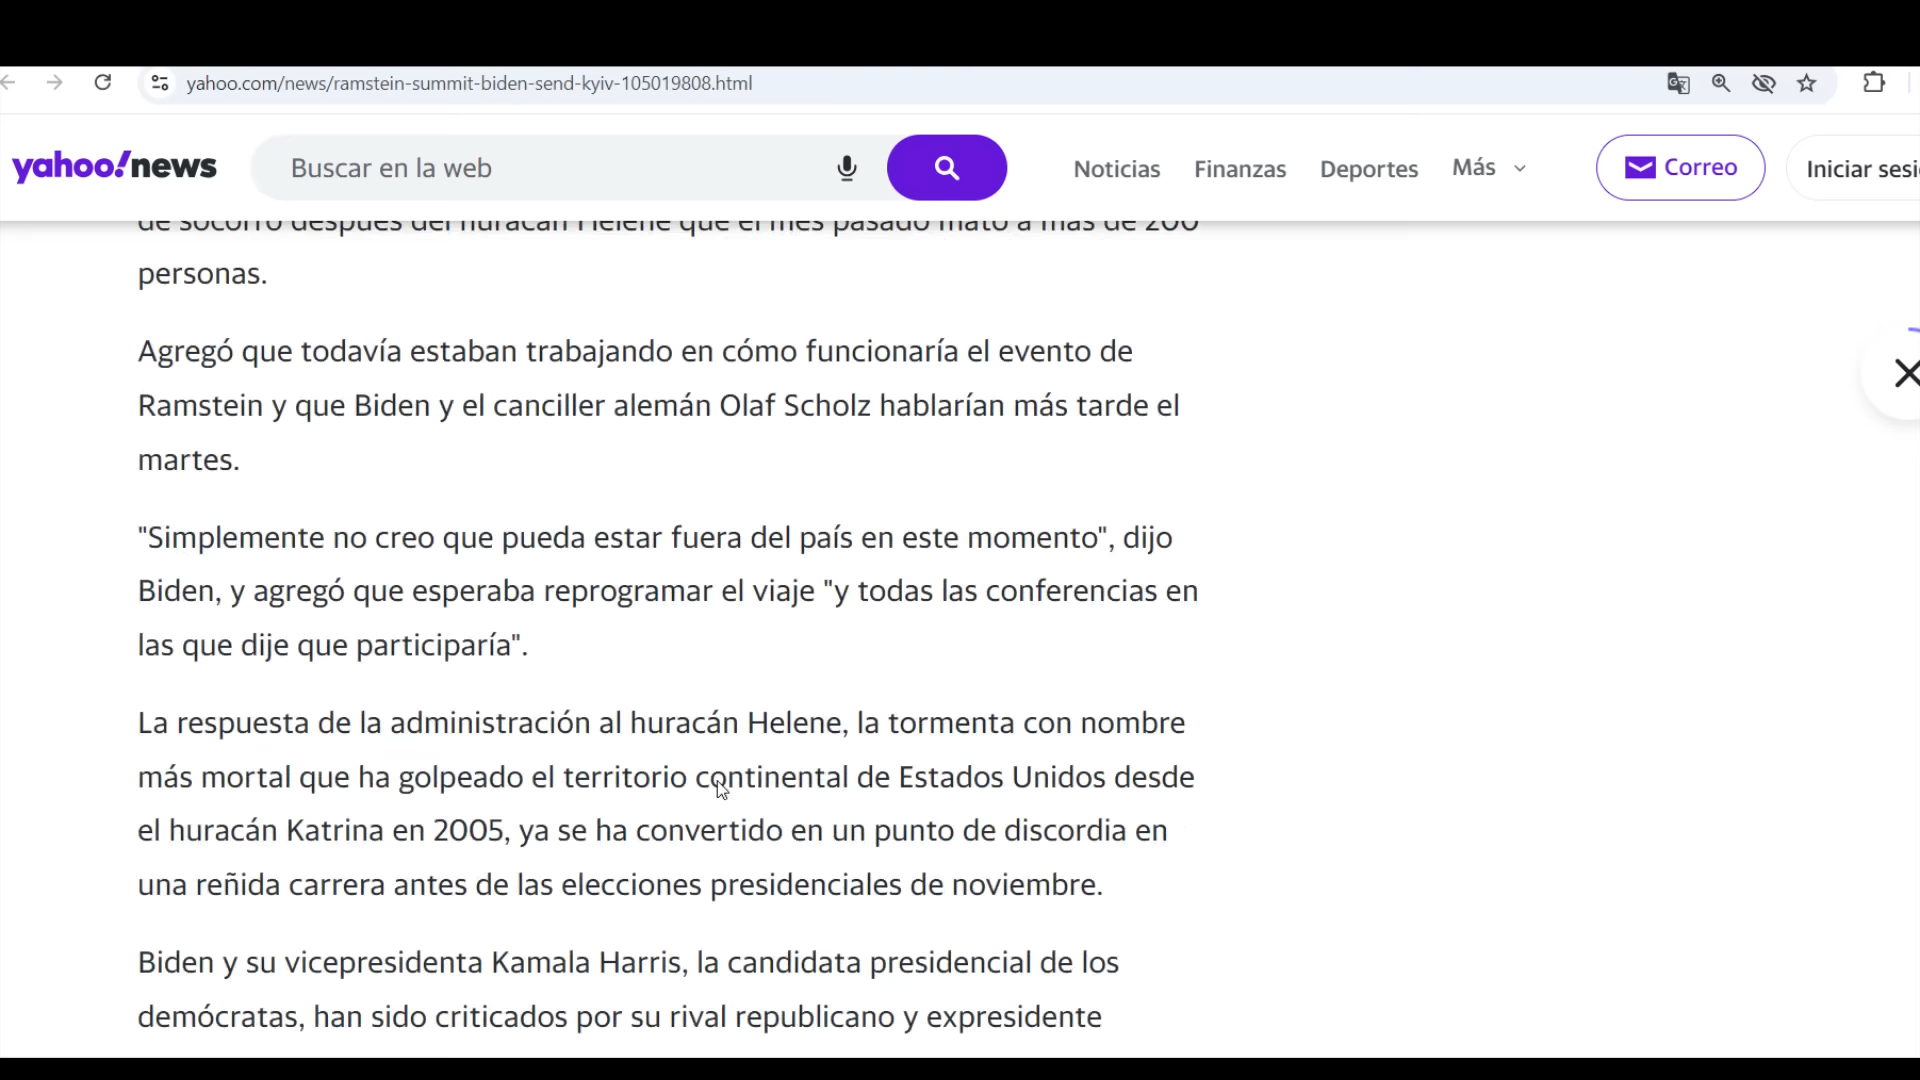 yahoo.com/news/ramstein-summit-biden-send-kyiv-105019808.html
yahoo!news
Buscar en la web
Noticias
Finanzas
Deportes
Más
Correo
Iniciar sesi
de socorro después del huracán Helene que el mes pasado mató a más de 200
personas.
Agregó que todavía estaban trabajando en cómo funcionaría el evento de
Ramstein y que Biden y el canciller alemán Olaf Scholz hablarían más tarde el
martes.
"Simplemente no creo que pueda estar fuera del país en este momento", dijo
Biden, y agregó que esperaba reprogramar el viaje "y todas las conferencias en
las que dije que participaría".
La respuesta de la administración al huracán Helene, la tormenta con nombre
más mortal que ha golpeado el territorio continental de Estados Unidos desde
el huracán Katrina en 2005, ya se ha convertido en un punto de discordia en
una reñida carrera antes de las elecciones presidenciales de noviembre.
Biden y su vicepresidenta Kamala Harris, la candidata presidencial de los
demócratas, han sido criticados por su rival republicano y expresidente